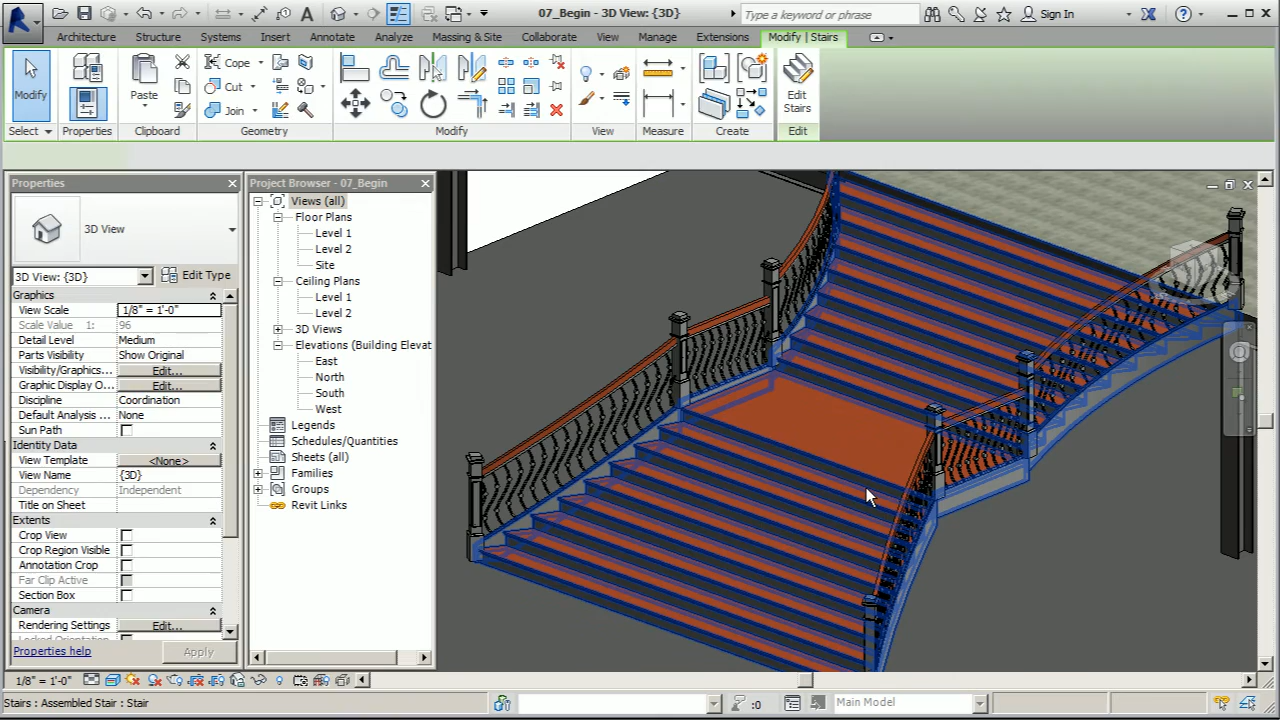 07_Begin - 3D View: {3D}
Type a keyword or phrase
Sign In
Architecture Structure Systems Insert Annotate Analyze Massing & Site Collaborate View Manage Extensions Modify | Stairs
Modify
Paste
Cope
Cut
Join
Edit Stairs
Select Properties Clipboard Geometry Modify View Measure Create Edit
Properties
3D View
3D View: {3D} Edit Type
Graphics
View Scale 1/8" = 1'-0"
Scale Value 1: 96
Detail Level Medium
Parts Visibility Show Original
Visibility/Graphics... Edit...
Graphic Display O... Edit...
Discipline Coordination
Default Analysis ... None
Sun Path
Identity Data
View Template <None>
View Name {3D}
Dependency Independent
Title on Sheet
Extents
Crop View
Crop Region Visible
Annotation Crop
Far Clip Active
Section Box
Camera
Rendering Settings Edit...
Properties help Apply
Project Browser - 07_Begin
Views (all)
Floor Plans
Level 1
Level 2
Site
Ceiling Plans
Level 1
Level 2
3D Views
Elevations (Building Elevat
East
North
South
West
Legends
Schedules/Quantities
Sheets (all)
Families
Groups
Revit Links
1/8" = 1'-0"
Stairs : Assembled Stair : Stair
:0
Main Model